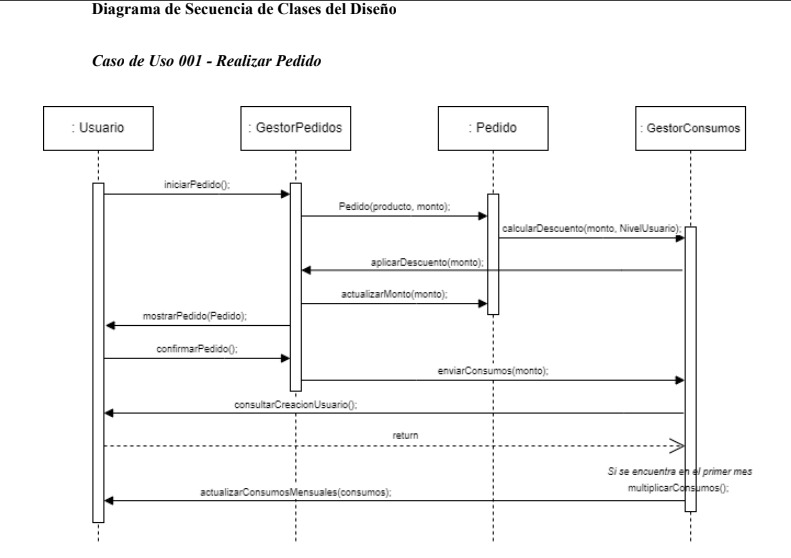 Diagrama de Secuencia de Clases del Diseño
Caso de Uso 001 - Realizar Pedido
: Usuario
: GestorPedidos
: Pedido
: GestorConsumos
iniciarPedido();
Pedido(producto, monto);
calcularDescuento(monto, NivelUsuario);
aplicarDescuento(monto);
actualizarMonto(monto);
mostrarPedido(Pedido);
confirmarPedido();
enviarConsumos(monto);
consultarCreacionUsuario();
return
Si se encuentra en el primer mes
multiplicarConsumos();
actualizarConsumosMensuales(consumos);